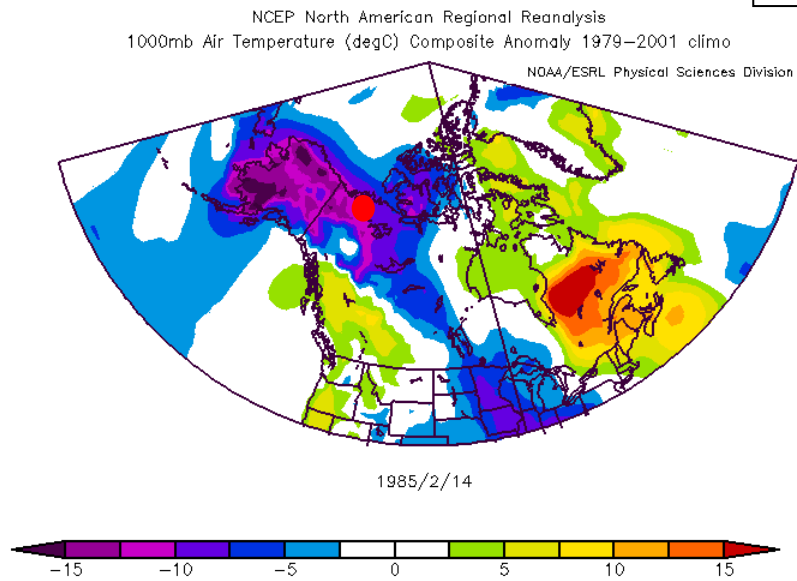 NCEP North American Regional Reanalysis
1000mb Air Temperature (degC) Composite Anomaly 1979−2001 climo
NOAA/ESRL Physical Sciences Division
1985/2/14
−15 −10 −5 0 5 10 15